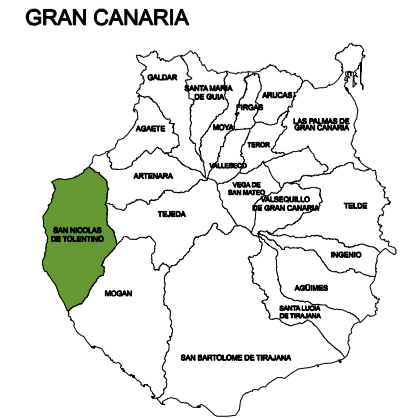 GRAN CANARIA
GALDAR
SANTA MARIA
DE GUIA
ARUCAS
FIRGAS
LAS PALMAS DE
GRAN CANARIA
AGAETE
MOYA
TEROR
VALLESECO
ARTENARA
VEGA DE
SAN MATEO
VALSEQUILLO
DE GRAN CANARIA
TELDE
TEJEDA
SAN NICOLAS
DE TOLENTINO
INGENIO
AGÜIMES
MOGAN
SANTA LUCIA
DE TIRAJANA
SAN BARTOLOME DE TIRAJANA